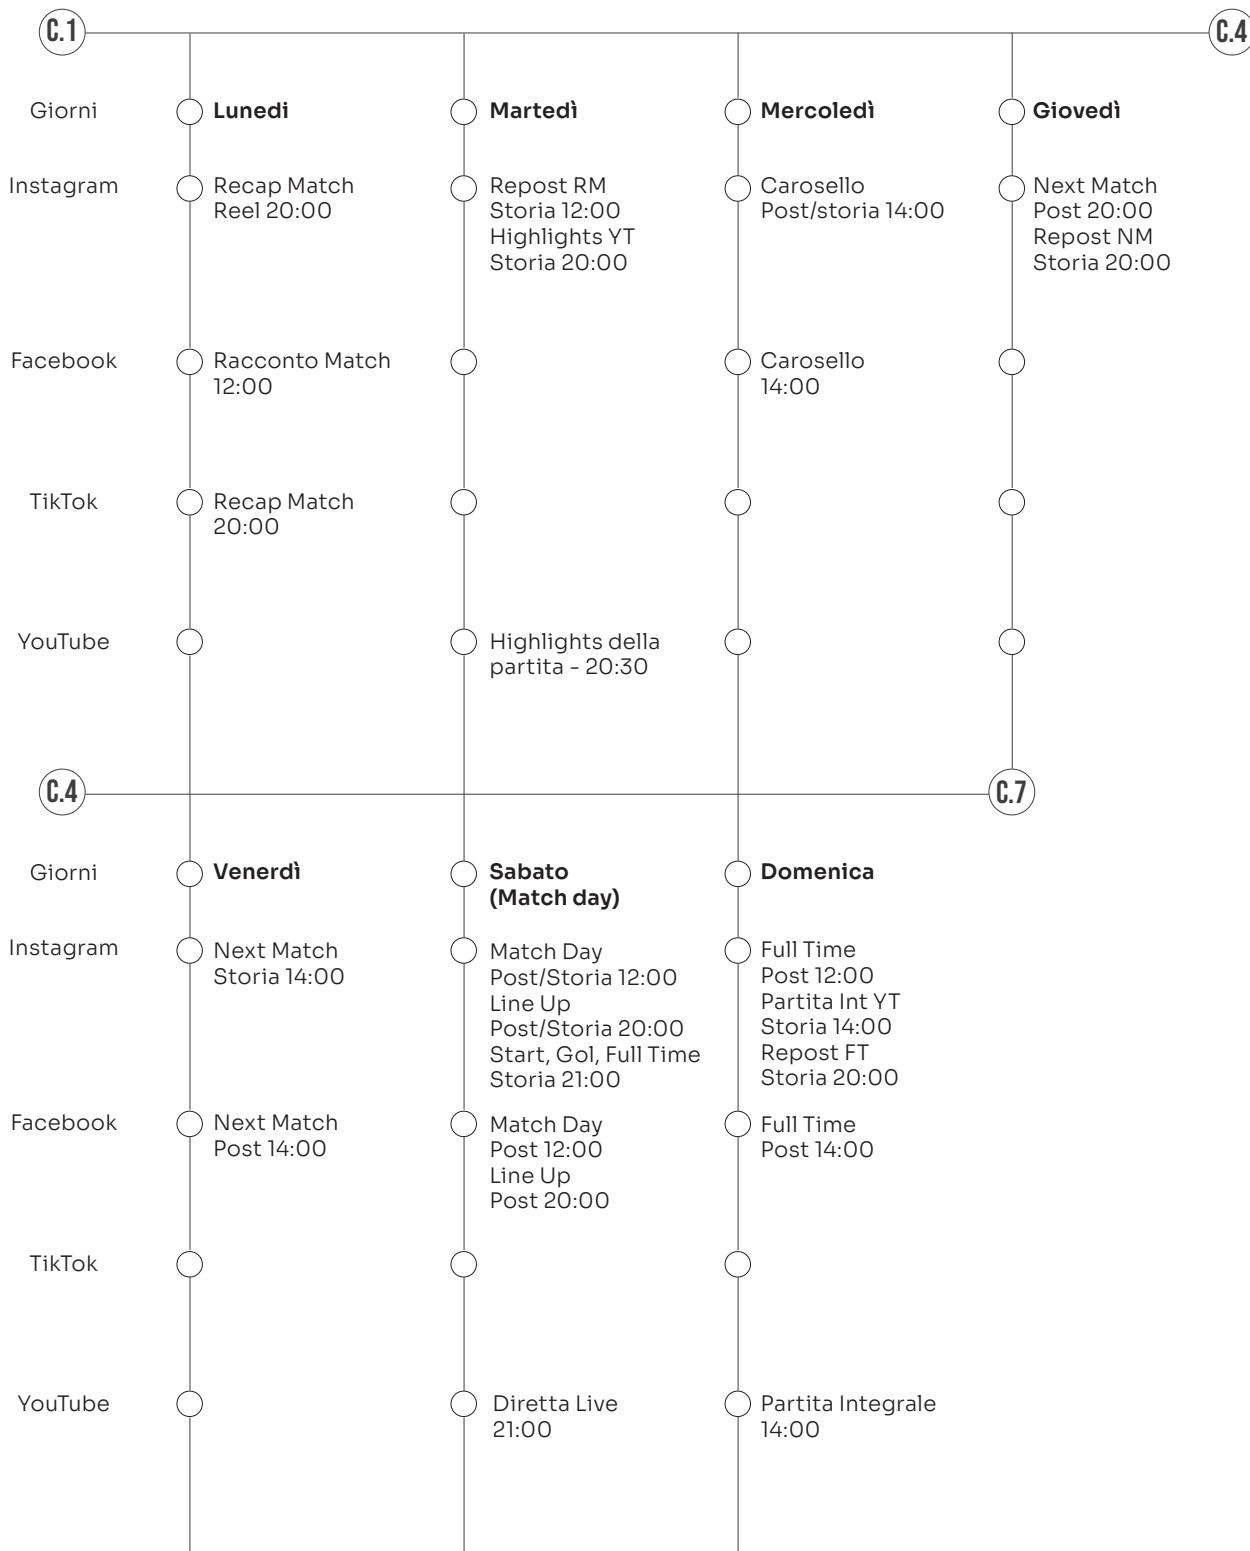 C.1
C.4
Giorni
Lunedi
Martedì
Mercoledì
Giovedì
Instagram
Recap Match
Reel 20:00
Repost RM
Storia 12:00
Highlights YT
Storia 20:00
Carosello
Post/storia 14:00
Next Match
Post 20:00
Repost NM
Storia 20:00
Facebook
Racconto Match
12:00
Carosello
14:00
TikTok
Recap Match
20:00
YouTube
Highlights della
partita - 20:30
C.4
C.7
Giorni
Venerdì
Sabato
(Match day)
Domenica
Instagram
Next Match
Storia 14:00
Match Day
Post/Storia 12:00
Line Up
Post/Storia 20:00
Start, Gol, Full Time
Storia 21:00
Full Time
Post 12:00
Partita Int YT
Storia 14:00
Repost FT
Storia 20:00
Facebook
Next Match
Post 14:00
Match Day
Post 12:00
Line Up
Post 20:00
Full Time
Post 14:00
TikTok
YouTube
Diretta Live
21:00
Partita Integrale
14:00